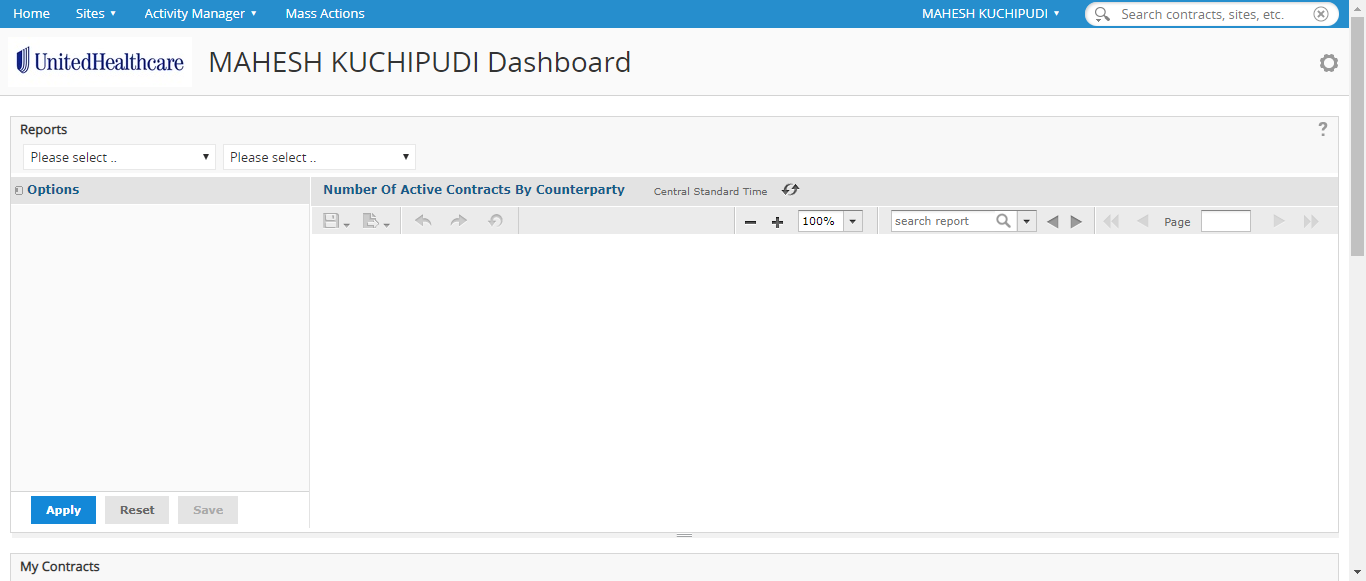 Home Sites Activity Manager Mass Actions MAHESH KUCHIPUDI Search contracts, sites, etc.
UnitedHealthcare MAHESH KUCHIPUDI Dashboard
Reports ?
Please select .. Please select ..
Options Number Of Active Contracts By Counterparty Central Standard Time
100% search report Page
Apply Reset Save
My Contracts